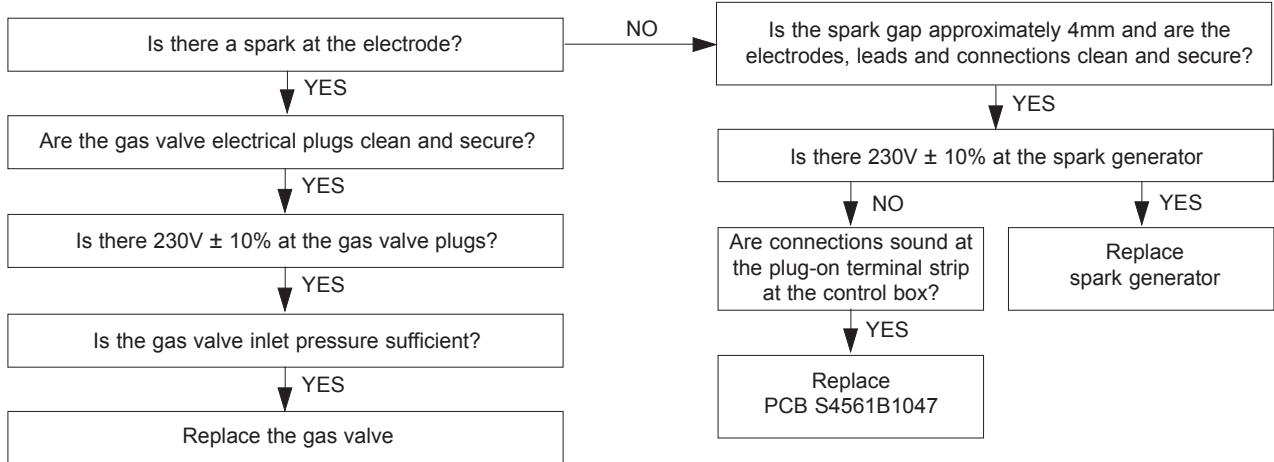 Is there a spark at the electrode?
NO
Is the spark gap approximately 4mm and are the
electrodes, leads and connections clean and secure?
YES
Are the gas valve electrical plugs clean and secure?
YES
Is there 230V ± 10% at the gas valve plugs?
YES
Is the gas valve inlet pressure sufficient?
YES
Replace the gas valve
YES
Is there 230V ± 10% at the spark generator
NO
Are connections sound at
the plug-on terminal strip
at the control box?
YES
Replace
PCB S4561B1047
YES
Replace
spark generator